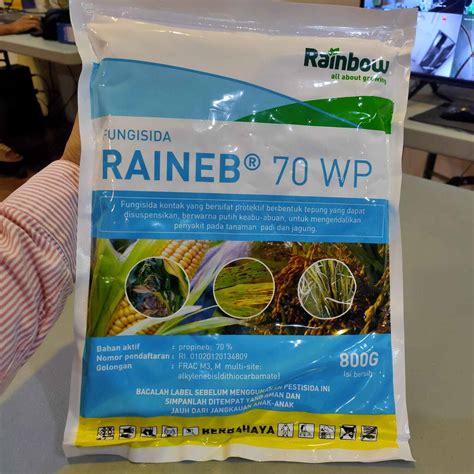 Rainbow
all about growing
FUNGISIDA
RAINEB® 70 WP
Fungisida kontak yang bersifat protektif berbentuk tepung yang dapat
disuspensikan, berwarna putih keabu-abuan, untuk mengendalikan
penyakit pada tanaman padi dan jagung.
Bahan aktif : propineb: 70 %
Nomor pendaftaran : RI. 01020120134809
Golongan : FRAC M3, M multi-site:
alkylenebis(dithiocarbamate)
800G
Isi bersih
BACALAH LABEL SEBELUM MENGGUNAKAN PESTISIDA INI
SIMPANLAH DITEMPAT YANG AMAN DAN
JAUH DARI JANGKAUAN ANAK-ANAK
BERBAHAYA